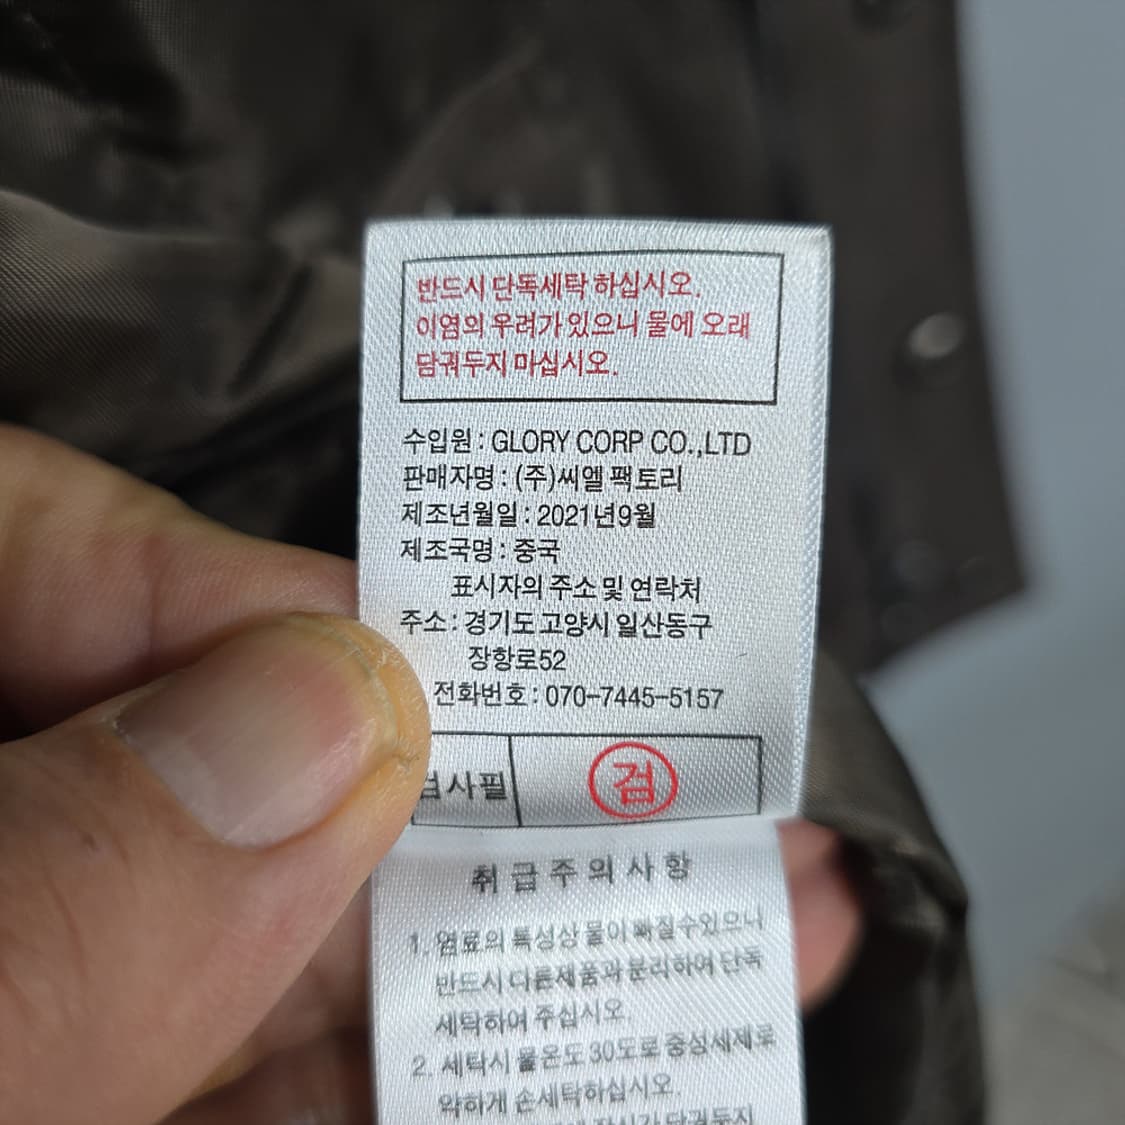 반드시 단독세탁 하십시오.
이염의 우려가 있으니 물에 오래
담궈두지 마십시오.
수입원 : GLORY CORP CO.,LTD
판매자명 : (주)씨엘 팩토리
제조년월일 : 2021년9월
제조국명 : 중국
표시자의 주소 및 연락처
주소 : 경기도 고양시 일산동구
장항로52
전화번호 : 070-7445-5157
검사필 검
취급주의사항
1. 염료의 특성상 물이 빠질수있으니
반드시 다른제품과 분리하여 단독
세탁하여 주십시오.
2. 세탁시 물온도 30도로 중성세제로
약하게 손세탁하십시오.
장시간 담궈두지